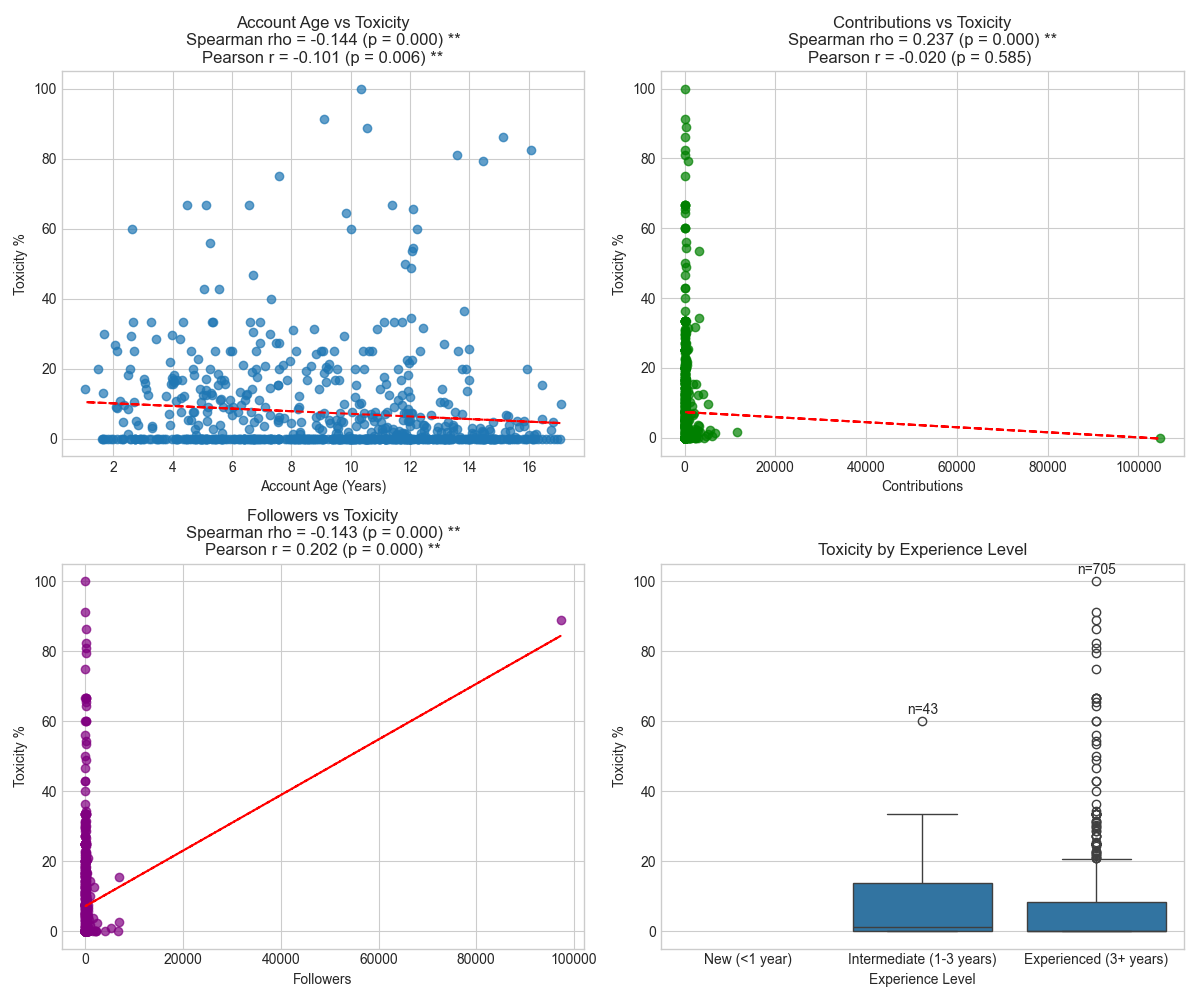 Account Age vs Toxicity
Spearman rho = -0.144 (p = 0.000) **
Pearson r = -0.101 (p = 0.006) **
100
80
60
40
20
0
Toxicity %
2 4 6 8 10 12 14 16
Account Age (Years)
Contributions vs Toxicity
Spearman rho = 0.237 (p = 0.000) **
Pearson r = -0.020 (p = 0.585)
100
80
60
40
20
0
Toxicity %
0 20000 40000 60000 80000 100000
Contributions
Followers vs Toxicity
Spearman rho = -0.143 (p = 0.000) **
Pearson r = 0.202 (p = 0.000) **
100
80
60
40
20
0
Toxicity %
0 20000 40000 60000 80000 100000
Followers
Toxicity by Experience Level
n=705
n=43
100
80
60
40
20
0
Toxicity %
New (<1 year) Intermediate (1-3 years) Experienced (3+ years)
Experience Level